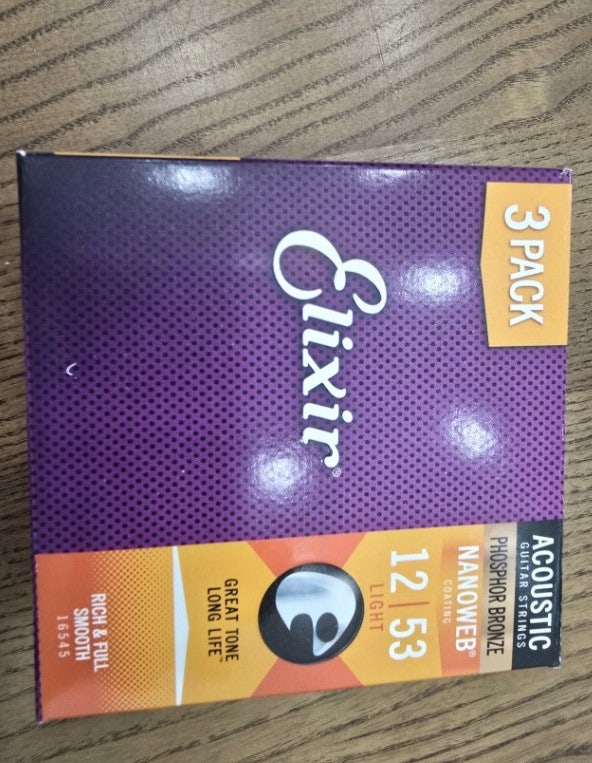 3 PACK
Elixir®
ACOUSTIC
GUITAR STRINGS
PHOSPHOR BRONZE
NANOWEB®
COATING
12 | 53
LIGHT
GREAT TONE
LONG LIFE™
RICH & FULL
SMOOTH
16545